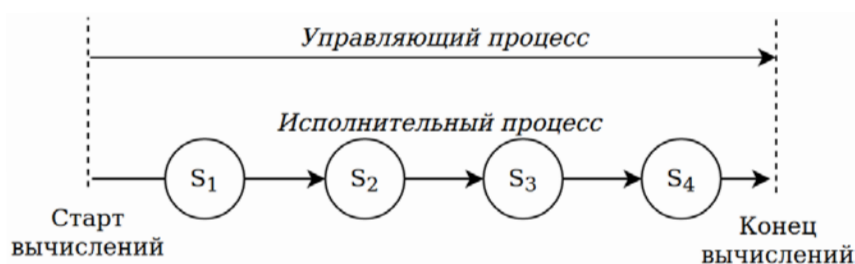 Управляющий процесс
Исполнительный процесс
S₁ S₂ S₃ S₄
Старт
вычислений
Конец
вычислений